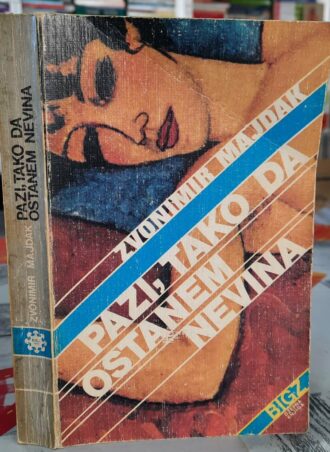 PAZI, TAKO DA
OSTANEM NEVINA
ZVONIMIR MAJDAK
ZVONIMIR MAJDAK
PAZI, TAKO DA
OSTANEM
NEVINA
BIGZ